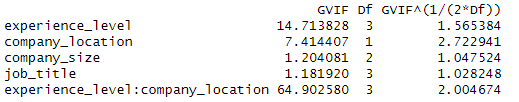 GVIF Df GVIF^(1/(2*Df))
experience_level 14.713828 3 1.565384
company_location 7.414407 1 2.722941
company_size 1.204081 2 1.047524
job_title 1.181920 3 1.028248
experience_level:company_location 64.902580 3 2.004674